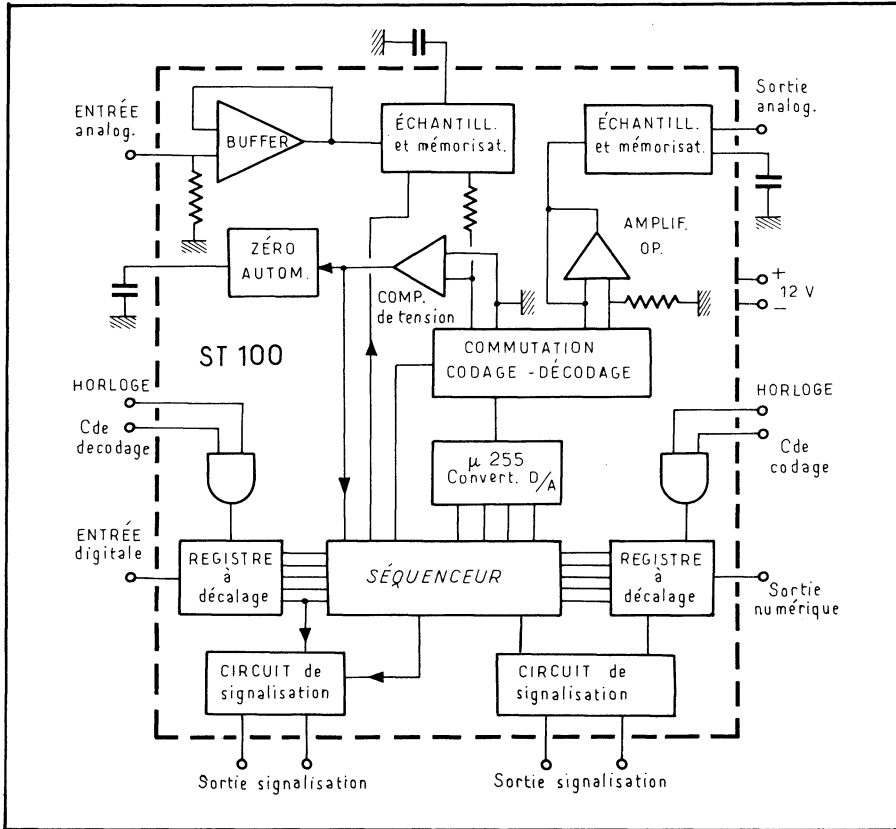 ENTRÉE
analog.
BUFFER
ÉCHANTILL.
et mémorisat.
ÉCHANTILL.
et mémorisat.
Sortie
analog.
ZÉRO
AUTOM.
COMP.
de tension
AMPLIF.
OP.
+
12 V
-
ST 100
COMMUTATION
CODAGE-DÉCODAGE
HORLOGE
Cde
decodage
HORLOGE
Cde
codage
μ 255
Convert. D/A
ENTRÉE
digitale
REGISTRE
à
décalage
SÉQUENCEUR
REGISTRE
à
décalage
Sortie
numérique
CIRCUIT de
signalisation
CIRCUIT de
signalisation
Sortie signalisation
Sortie signalisation